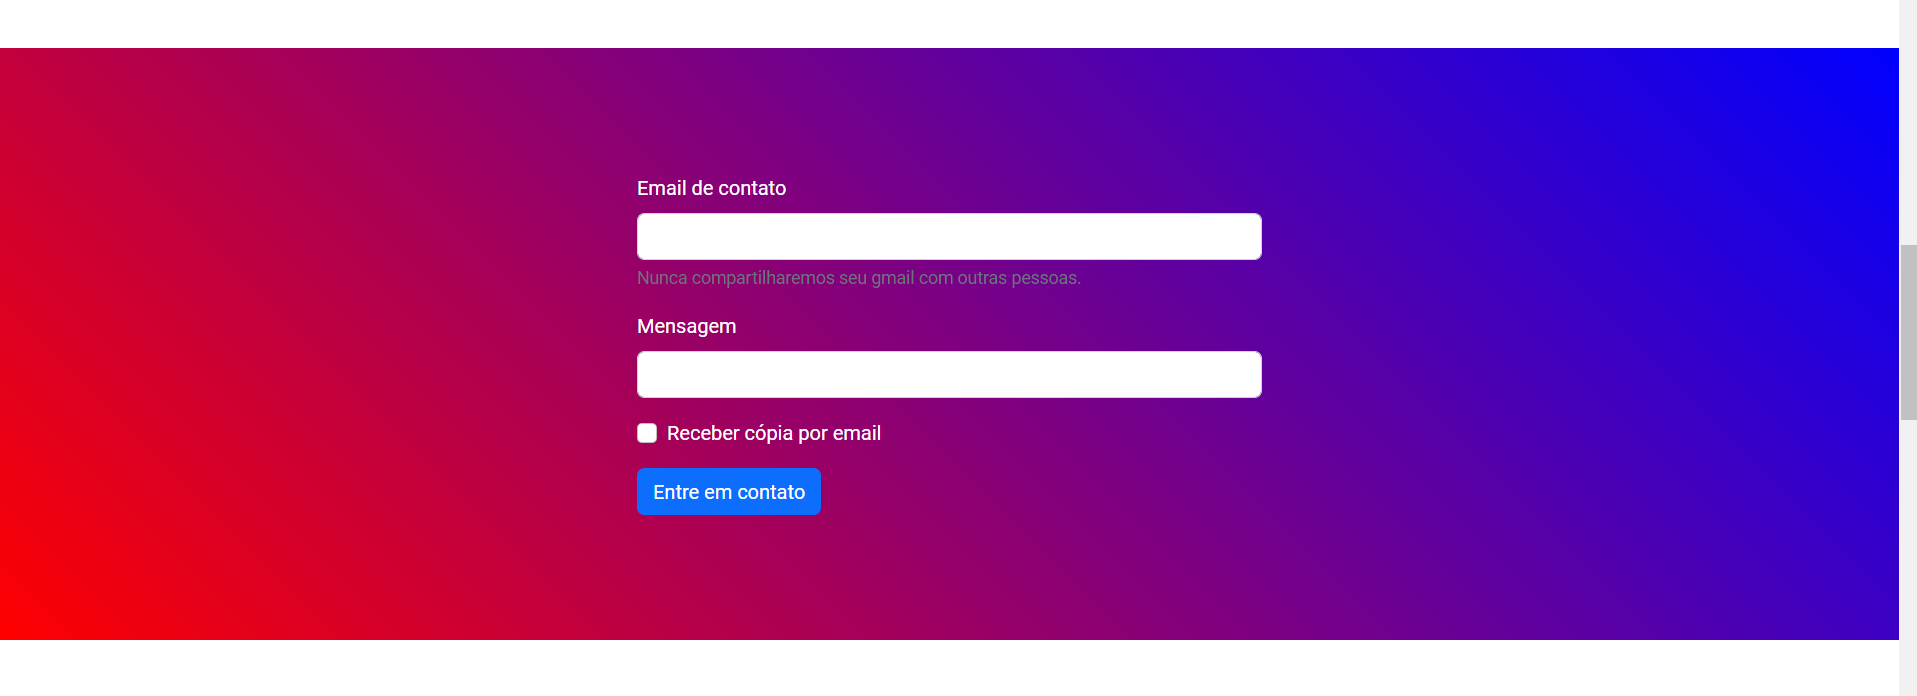 Email de contato
Nunca compartilharemos seu gmail com outras pessoas.
Mensagem
Receber cópia por email
Entre em contato